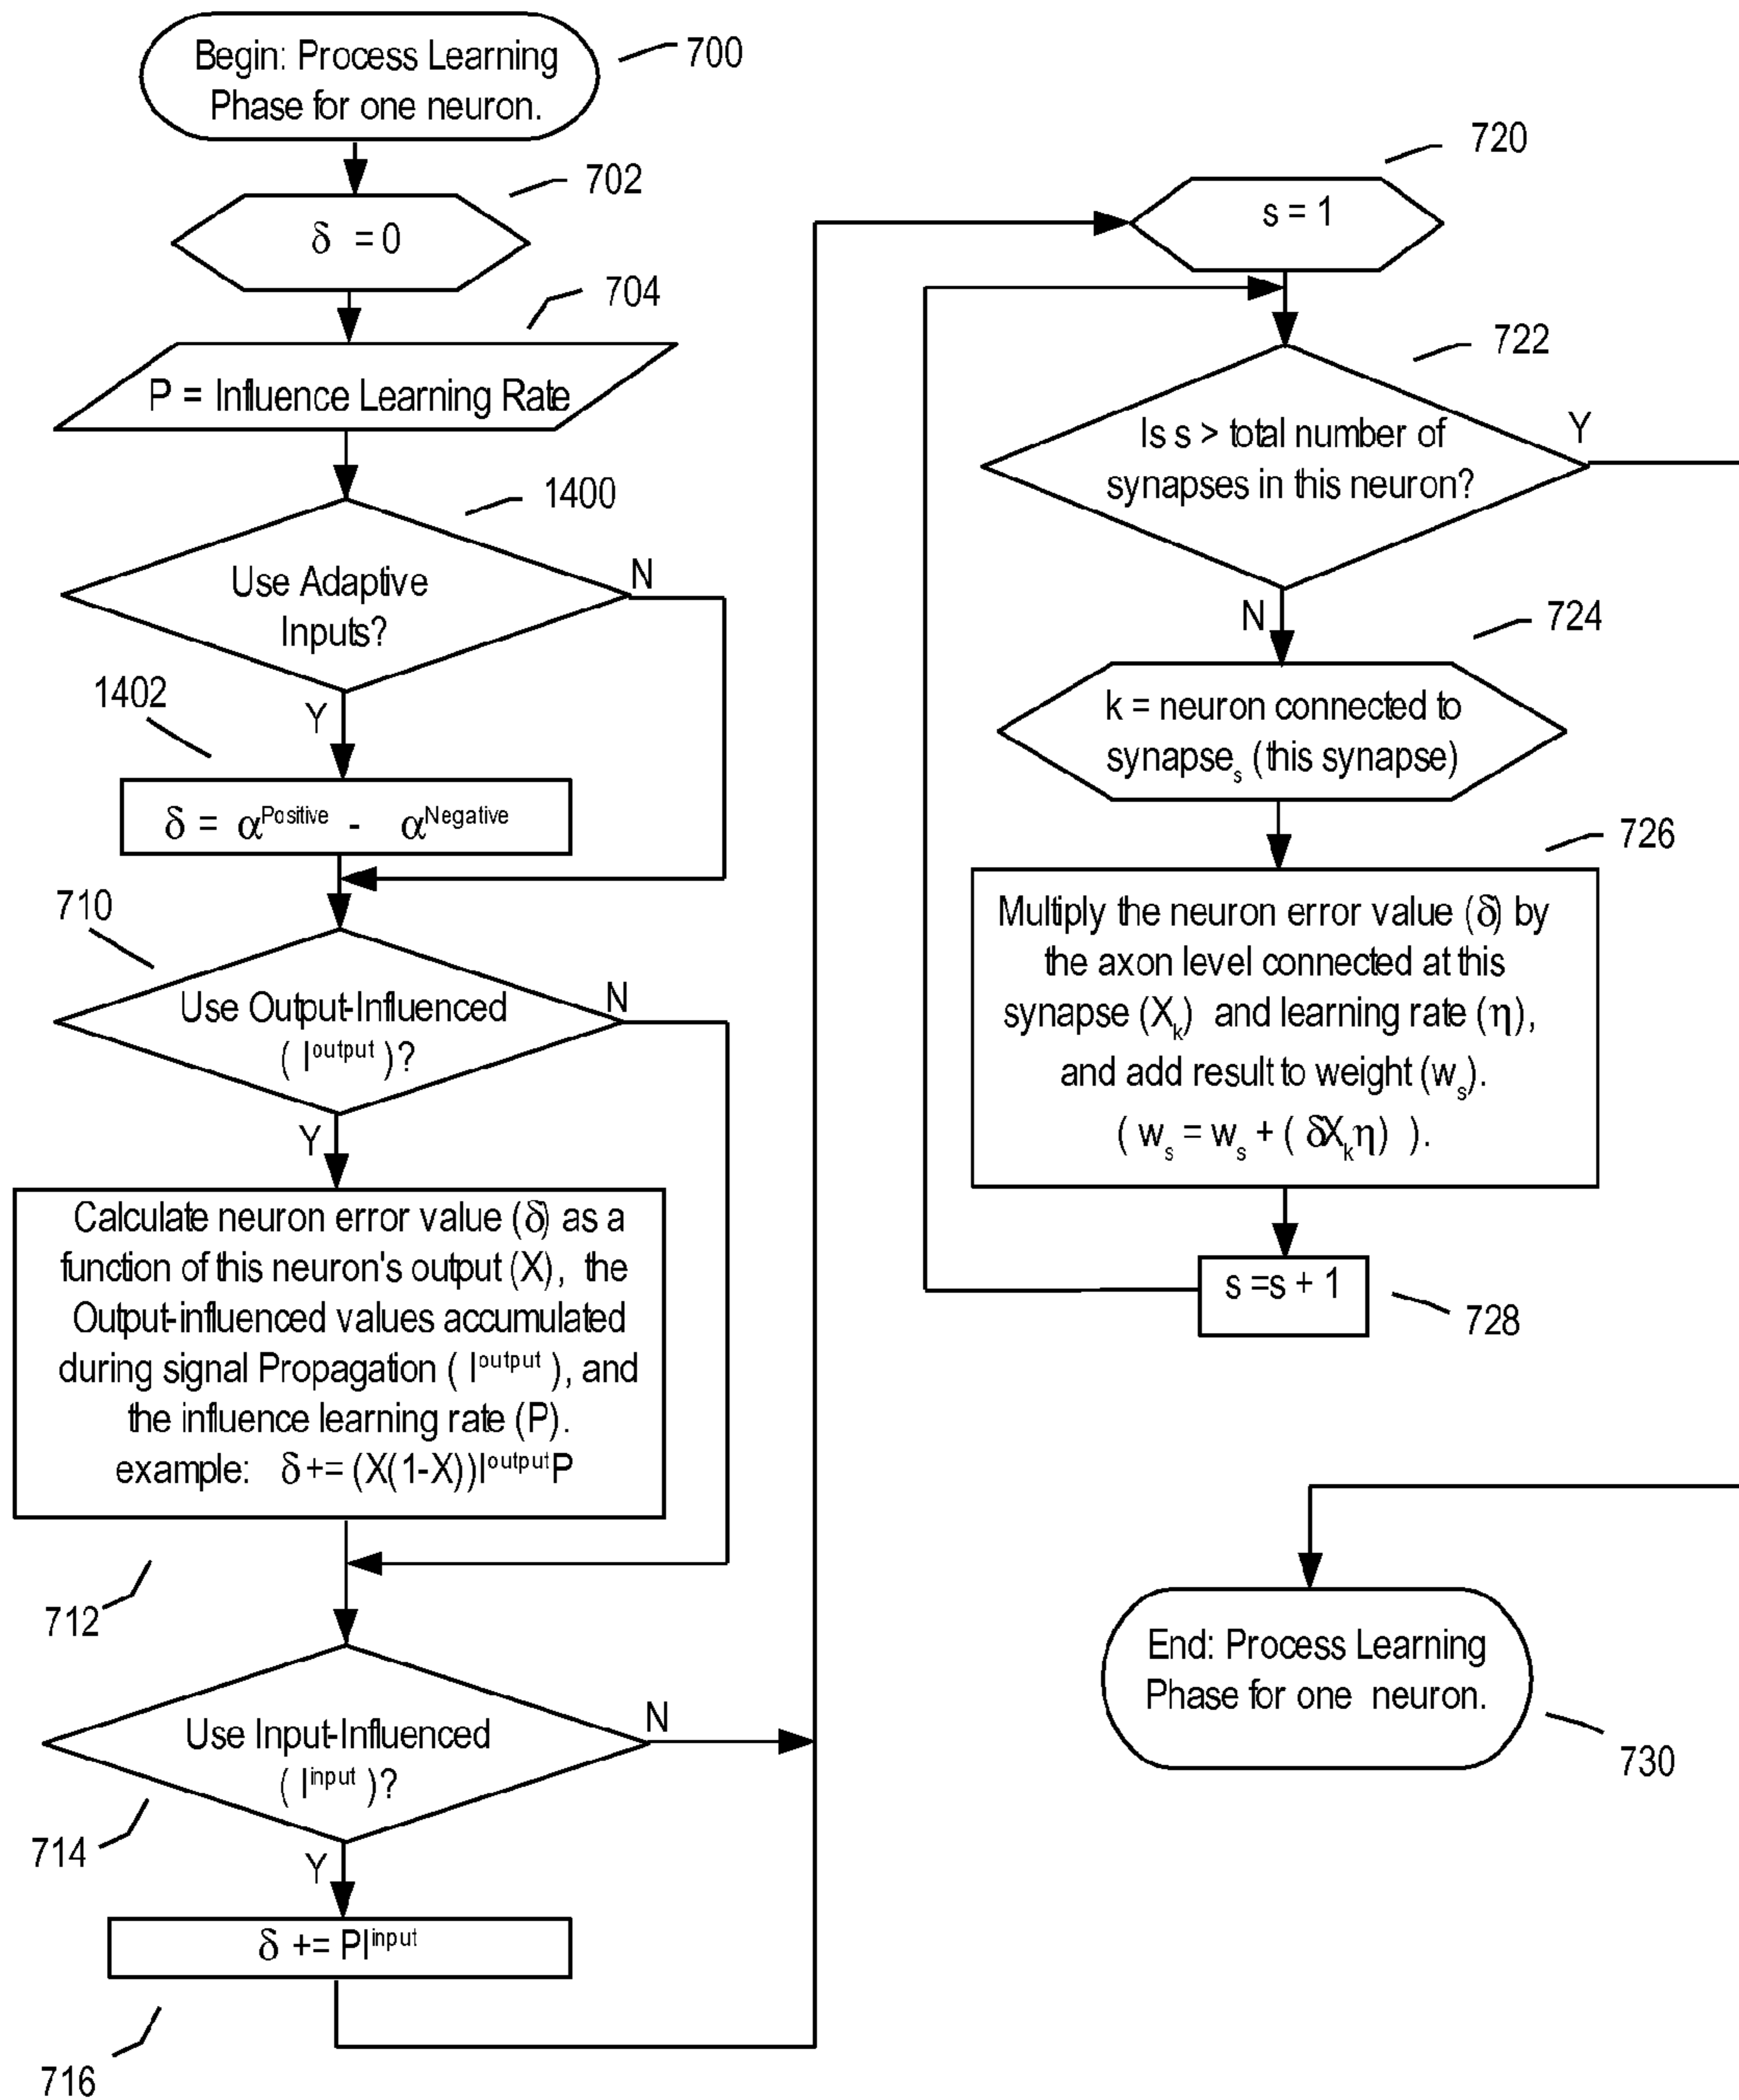 Begin: Process Learning
Phase for one neuron.
700
δ = 0
702
P = Influence Learning Rate
704
Use Adaptive
Inputs?
1400
N
Y
1402
δ = α^Positive - α^Negative
710
Use Output-Influenced
( I^output )?
N
Y
Calculate neuron error value (δ) as a
function of this neuron's output (X), the
Output-influenced values accumulated
during signal Propagation ( I^output ), and
the influence learning rate (P).
example: δ += (X(1-X))I^output P
712
Use Input-Influenced
( I^input )?
N
714
Y
δ += PI^input
716
720
s = 1
722
Is s > total number of
synapses in this neuron?
Y
N
724
k = neuron connected to
synapse_s (this synapse)
726
Multiply the neuron error value (δ) by
the axon level connected at this
synapse (X_k) and learning rate (η),
and add result to weight (w_s).
( w_s = w_s + ( δX_kη) ).
s =s + 1
728
End: Process Learning
Phase for one neuron.
730